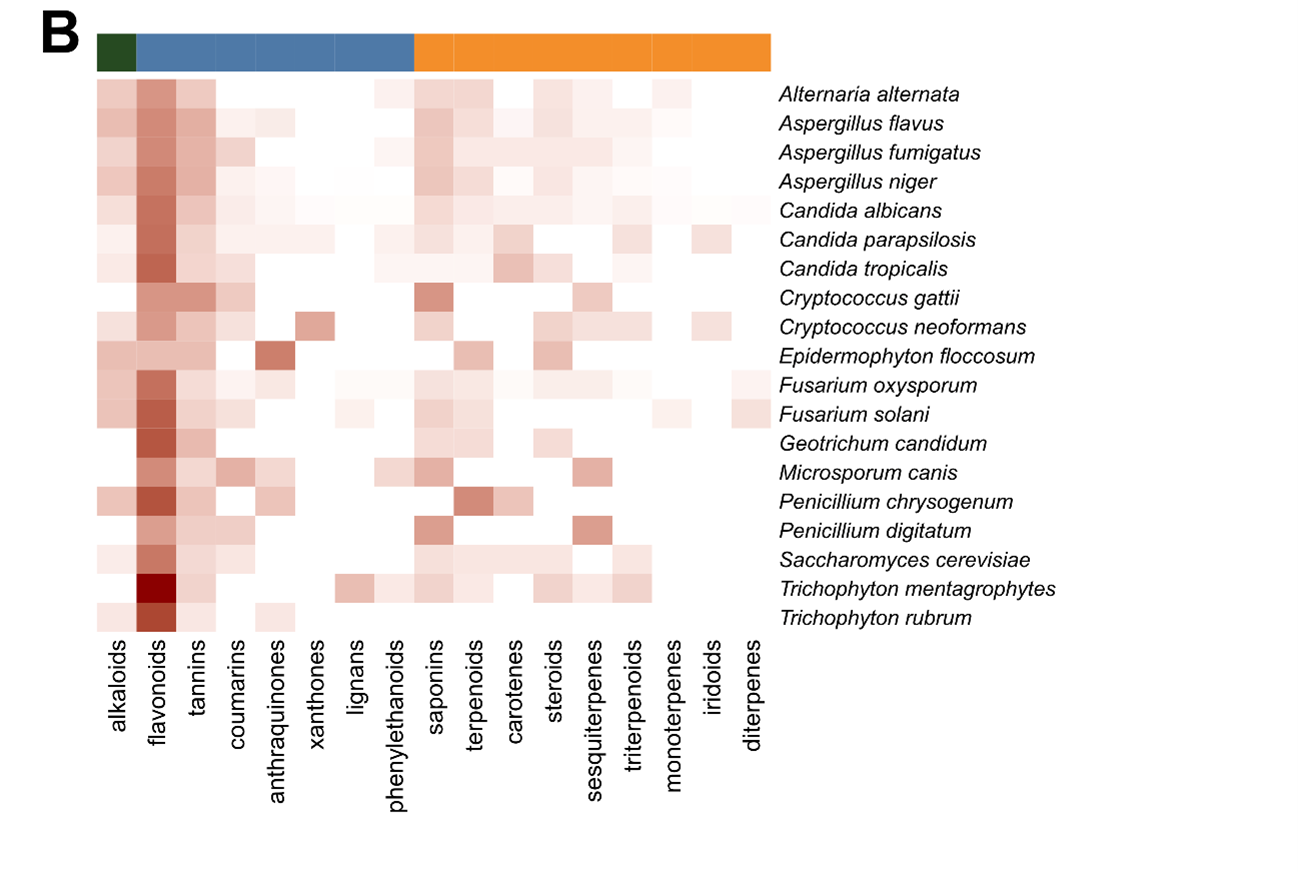 B
Alternaria alternata
Aspergillus flavus
Aspergillus fumigatus
Aspergillus niger
Candida albicans
Candida parapsilosis
Candida tropicalis
Cryptococcus gattii
Cryptococcus neoformans
Epidermophyton floccosum
Fusarium oxysporum
Fusarium solani
Geotrichum candidum
Microsporum canis
Penicillium chrysogenum
Penicillium digitatum
Saccharomyces cerevisiae
Trichophyton mentagrophytes
Trichophyton rubrum
alkaloids
flavonoids
tannins
coumarins
anthraquinones
xanthones
lignans
phenylethanoids
saponins
terpenoids
carotenes
steroids
sesquiterpenes
triterpenoids
monoterpenes
iridoids
diterpenes